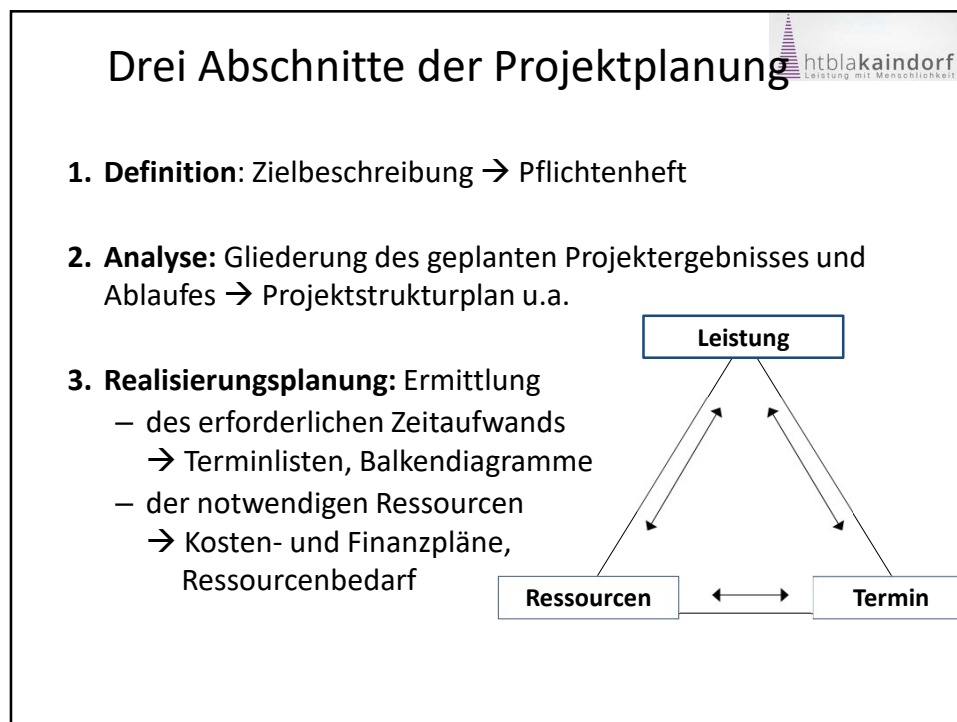 Drei Abschnitte der Projektplanung
htblakaindorf
Leistung mit Menschlichkeit
1. Definition: Zielbeschreibung → Pflichtenheft
2. Analyse: Gliederung des geplanten Projektergebnisses und
Ablaufes → Projektstrukturplan u.a.
3. Realisierungsplanung: Ermittlung
– des erforderlichen Zeitaufwands
→ Terminlisten, Balkendiagramme
– der notwendigen Ressourcen
→ Kosten- und Finanzpläne,
Ressourcenbedarf
Leistung
Ressourcen
Termin